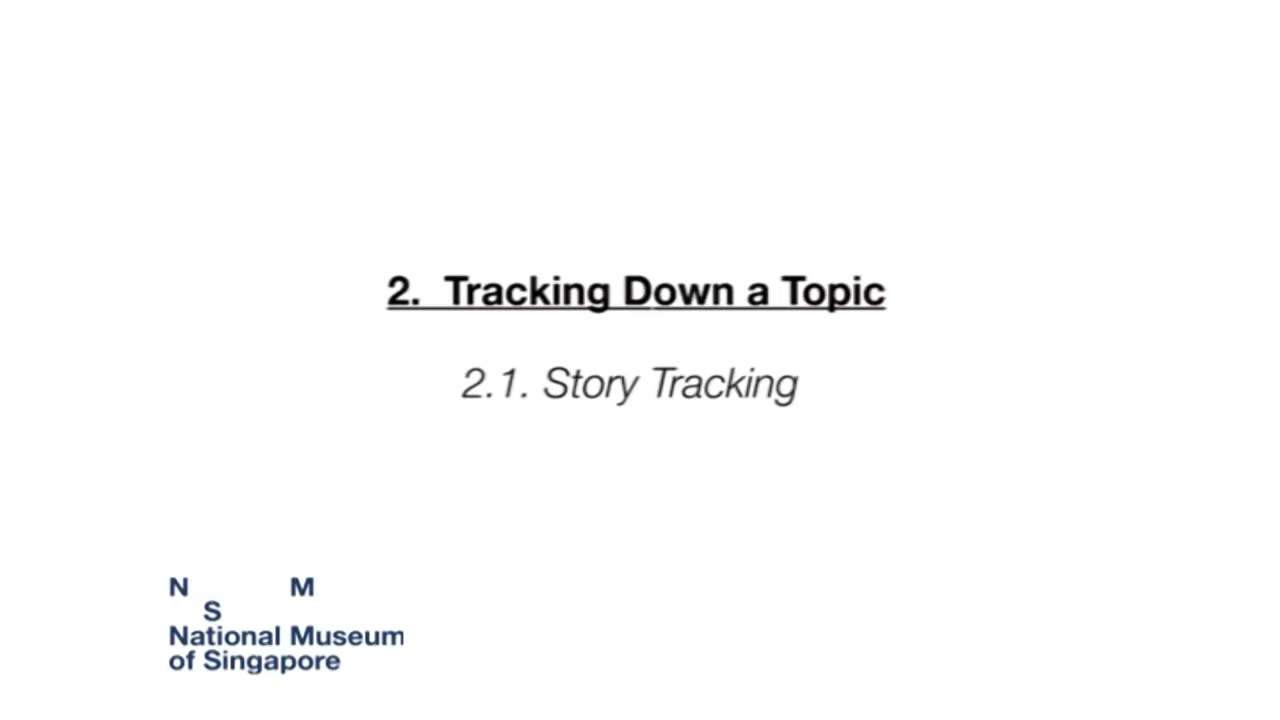 2. Tracking Down a Topic
2.1. Story Tracking
N M
S
National Museum
of Singapore